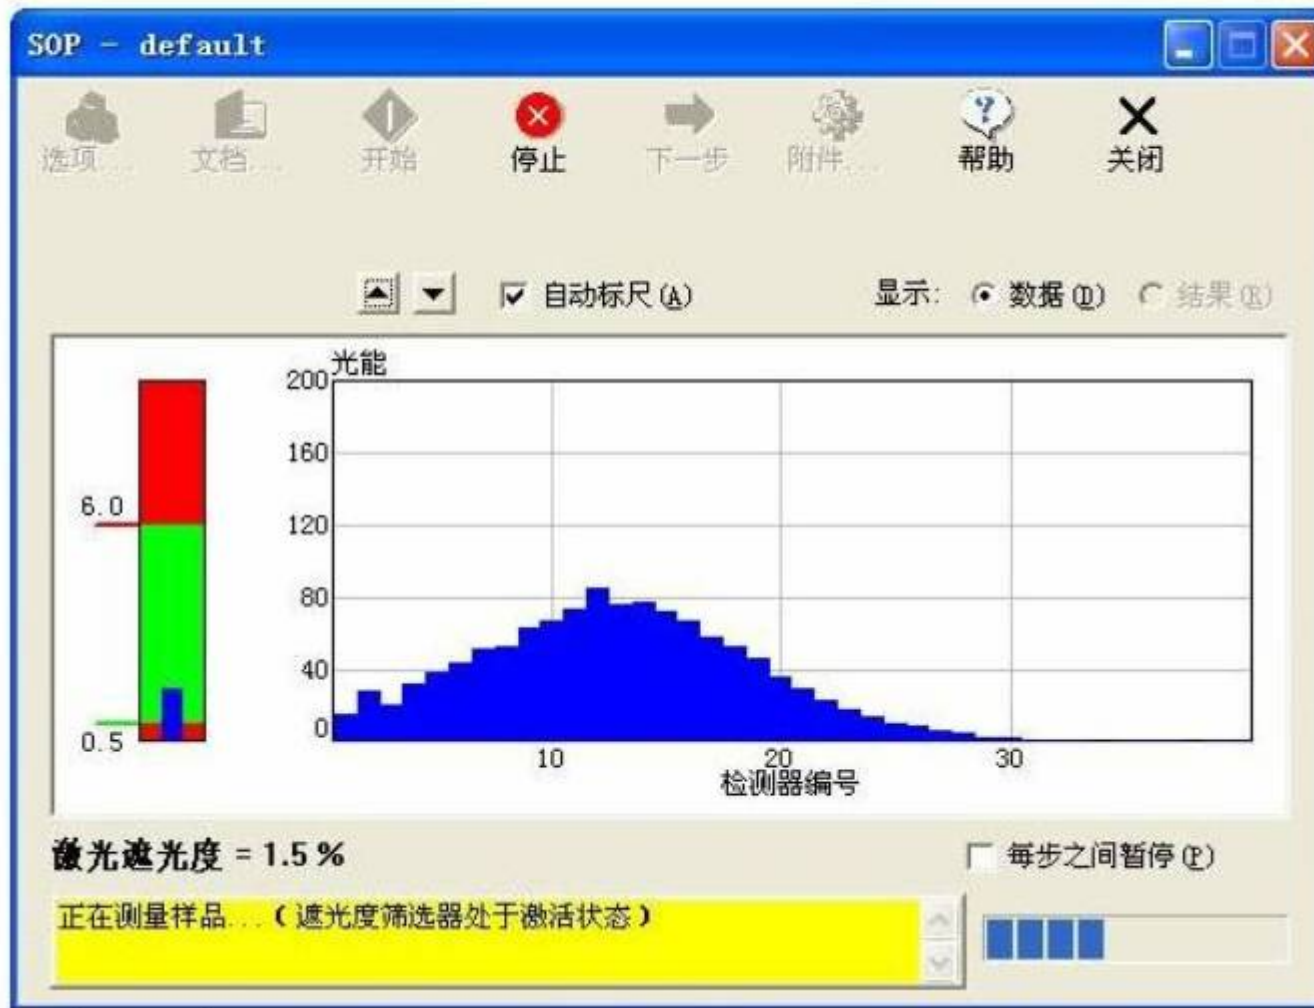 SOP - default
选项... 文档... 开始 停止 下一步 附件... 帮助 关闭
自动标尺(A) 显示: 数据(D) 结果(R)
光能
200
160
6.0
120
80
40
0
0.5
10 20 30
检测器编号
激光遮光度 = 1.5 %
每步之间暂停(P)
正在测量样品...(遮光度筛选器处于激活状态)